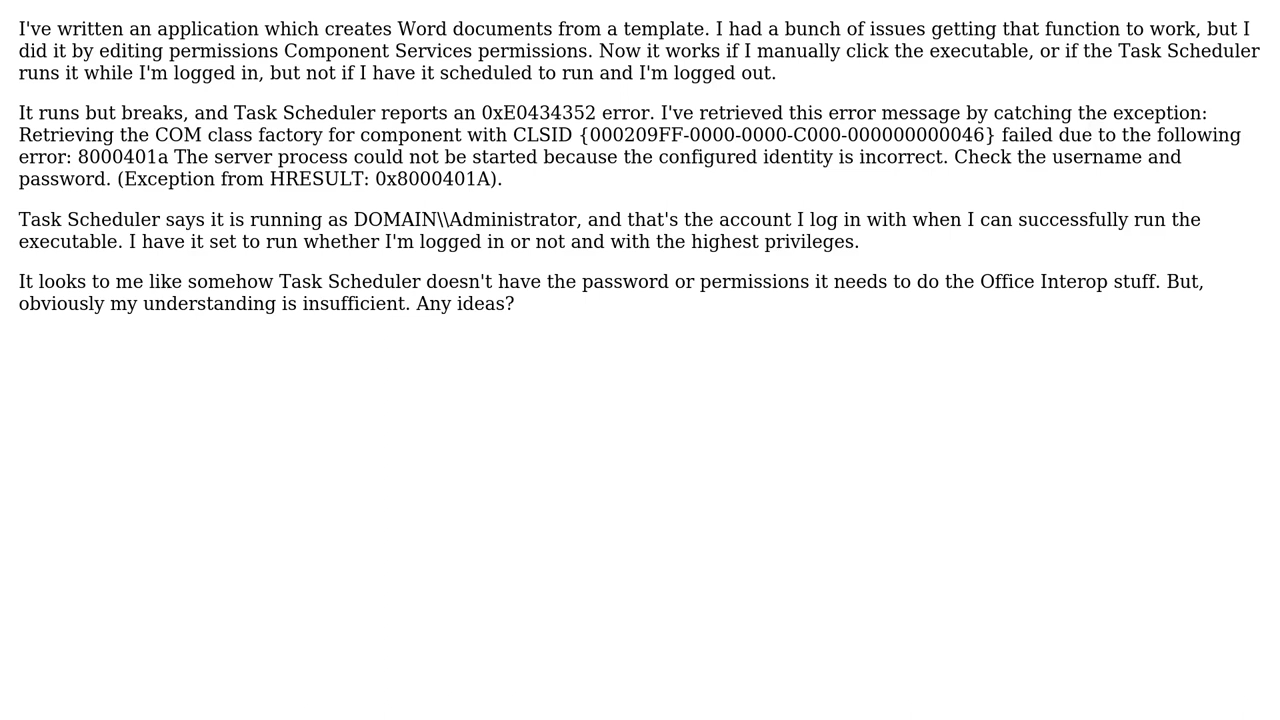 I've written an application which creates Word documents from a template. I had a bunch of issues getting that function to work, but I
did it by editing permissions Component Services permissions. Now it works if I manually click the executable, or if the Task Scheduler
runs it while I'm logged in, but not if I have it scheduled to run and I'm logged out.
It runs but breaks, and Task Scheduler reports an 0xE0434352 error. I've retrieved this error message by catching the exception:
Retrieving the COM class factory for component with CLSID {000209FF-0000-0000-C000-000000000046} failed due to the following
error: 8000401a The server process could not be started because the configured identity is incorrect. Check the username and
password. (Exception from HRESULT: 0x8000401A).
Task Scheduler says it is running as DOMAIN\\Administrator, and that's the account I log in with when I can successfully run the
executable. I have it set to run whether I'm logged in or not and with the highest privileges.
It looks to me like somehow Task Scheduler doesn't have the password or permissions it needs to do the Office Interop stuff. But,
obviously my understanding is insufficient. Any ideas?